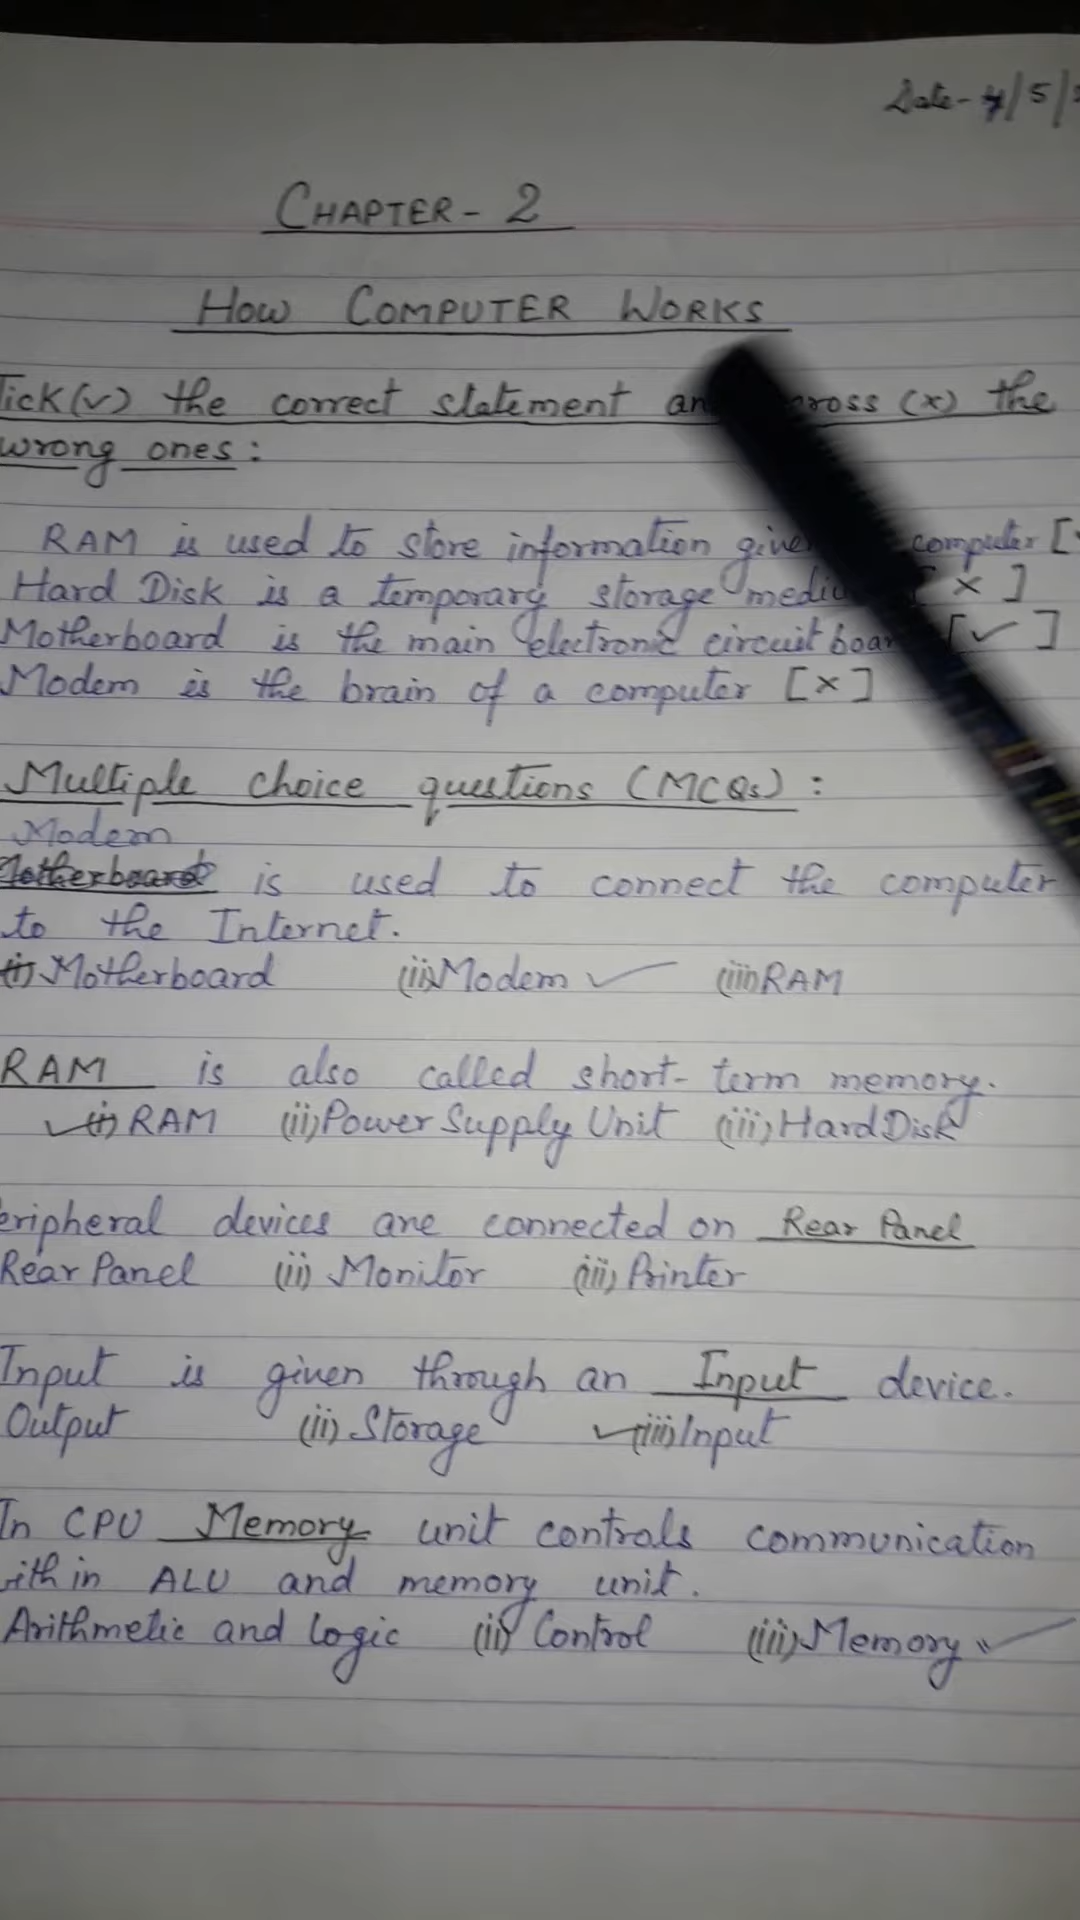 Date- 4/5/
CHAPTER - 2
HOW COMPUTER WORKS
Tick(✓) the correct statement an cross (x) the
wrong ones :
RAM is used to store information give computer [
Hard Disk is a temporary storage mediu [ x ]
Motherboard is the main electronic circuit boar [✓]
Modem is the brain of a computer [x]
Multiple choice questions (MCQs) :
Modem
Motherboard is used to connect the computer
to the Internet.
(i) Motherboard (ii) Modem ✓ (iii) RAM
RAM is also called short-term memory.
✓(i) RAM (ii) Power Supply Unit (iii) Hard Disk
eripheral devices are connected on Rear Panel
Rear Panel (ii) Monitor (iii) Printer
Input is given through an Input device.
Output (ii) Storage ✓(iii) Input
In CPU Memory unit controls communication
ithin ALU and memory unit.
Arithmetic and logic (ii) Control (iii) Memory ✓